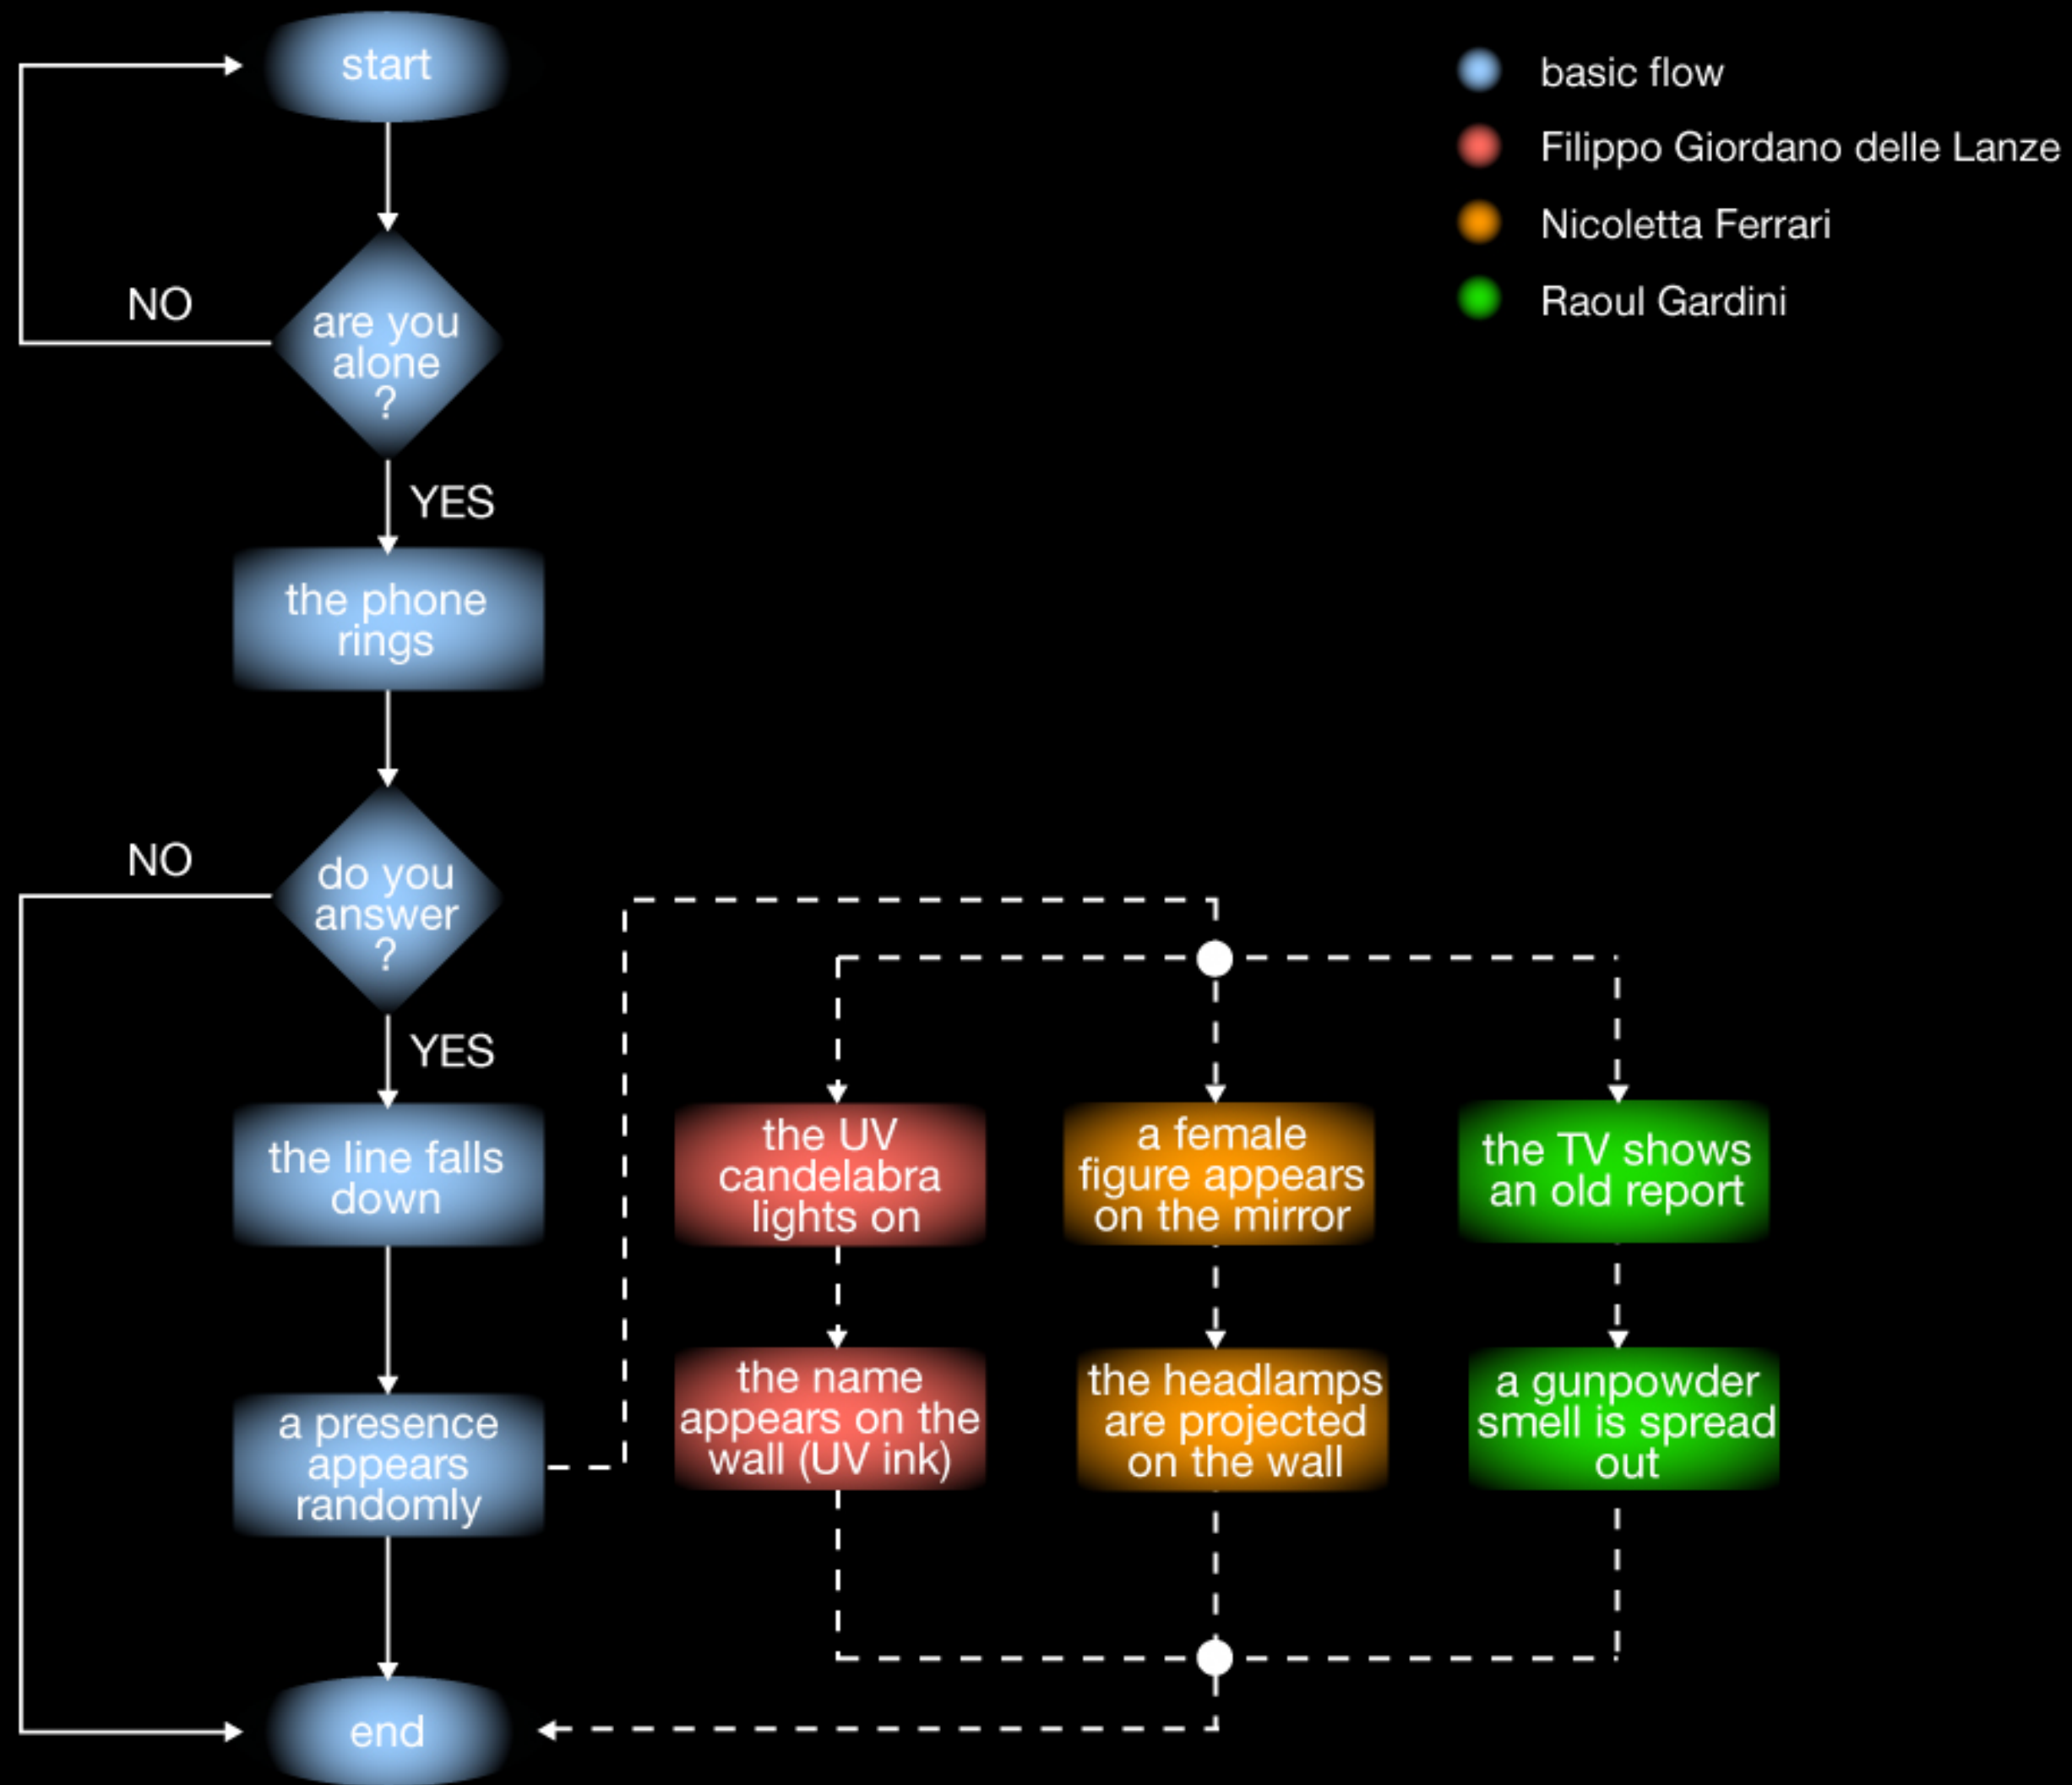 start
basic flow
Filippo Giordano delle Lanze
Nicoletta Ferrari
Raoul Gardini
NO
are you
alone
?
YES
the phone
rings
NO
do you
answer
?
YES
the line falls
down
a presence
appears
randomly
the UV
candelabra
lights on
the name
appears on the
wall (UV ink)
a female
figure appears
on the mirror
the headlamps
are projected
on the wall
the TV shows
an old report
a gunpowder
smell is spread
out
end